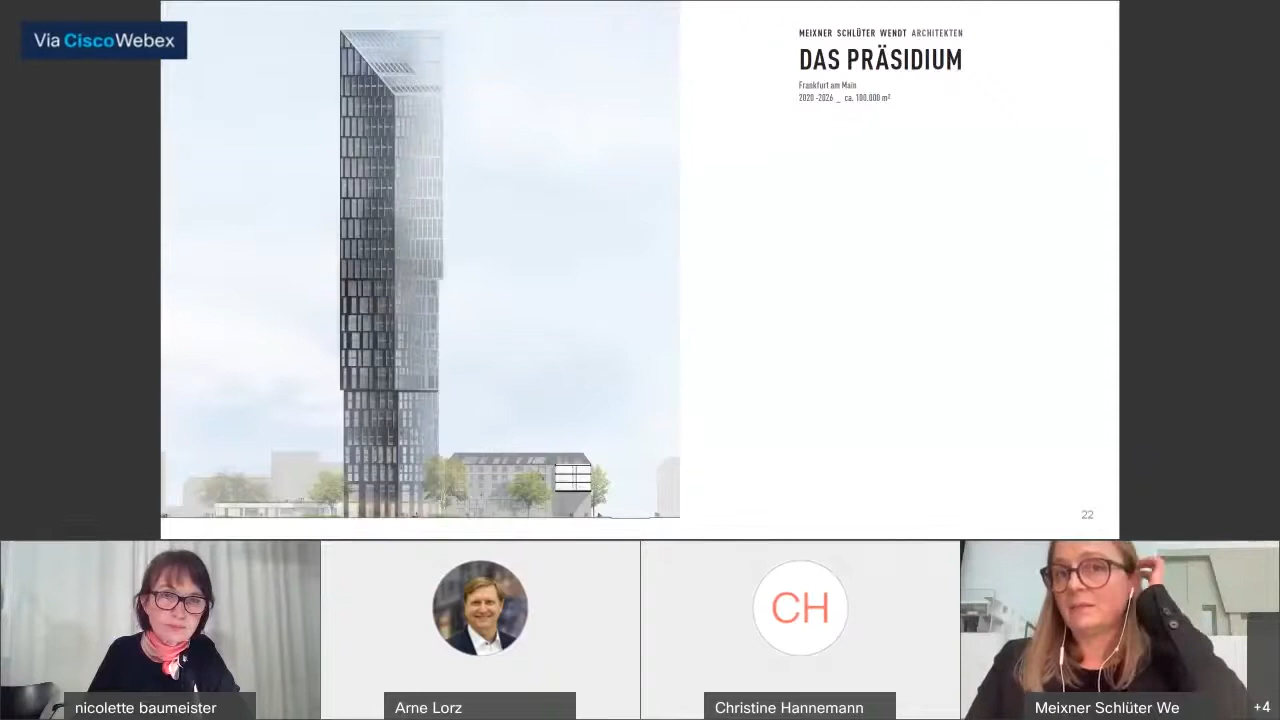 Via CiscoWebex
MEIXNER SCHLÜTER WENDT ARCHITEKTEN
DAS PRÄSIDIUM
Frankfurt am Main
2020 -2026 _ ca. 100.000 m²
22
CH
nicolette baumeister
Arne Lorz
Christine Hannemann
Meixner Schlüter We
+4